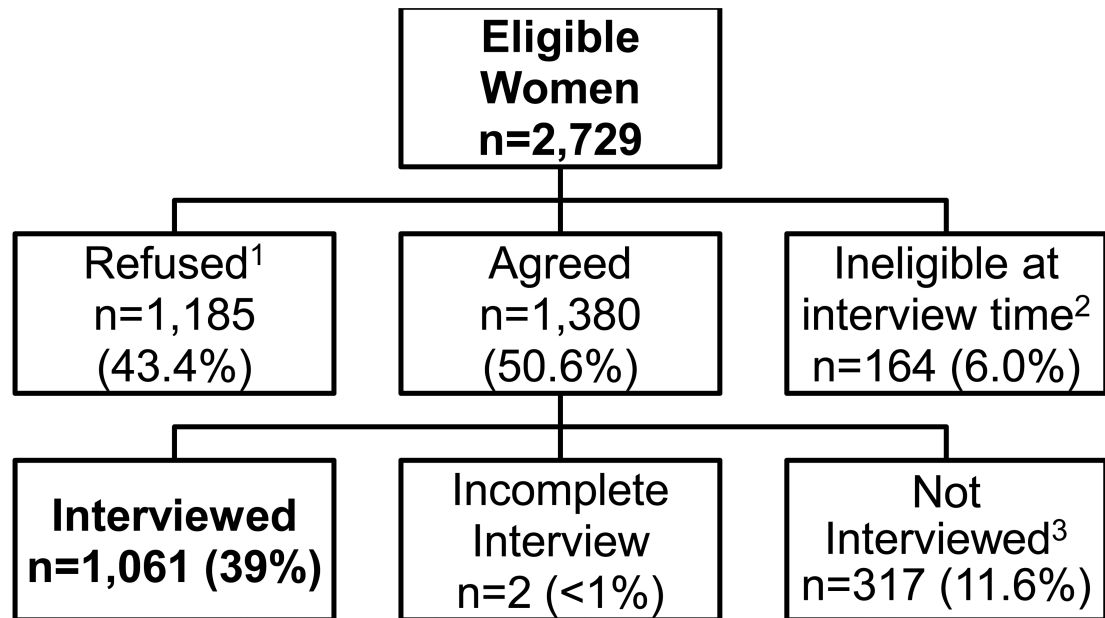 Eligible
Women
n=2,729
Refused¹
n=1,185
(43.4%)
Agreed
n=1,380
(50.6%)
Ineligible at
interview time²
n=164 (6.0%)
Interviewed
n=1,061 (39%)
Incomplete
Interview
n=2 (<1%)
Not
Interviewed³
n=317 (11.6%)